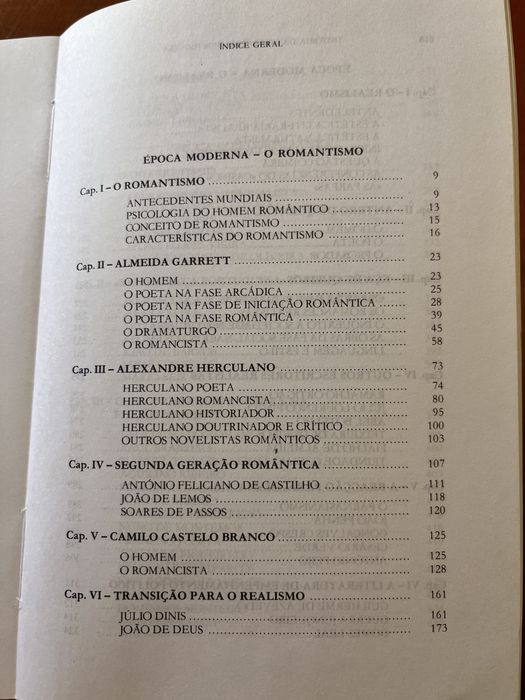 ÍNDICE GERAL
ÉPOCA MODERNA – O ROMANTISMO
Cap. I – O ROMANTISMO 9
ANTECEDENTES MUNDIAIS 9
PSICOLOGIA DO HOMEM ROMÂNTICO 13
CONCEITO DE ROMANTISMO 15
CARACTERÍSTICAS DO ROMANTISMO 16
Cap. II – ALMEIDA GARRETT 23
O HOMEM 23
O POETA NA FASE ARCÁDICA 25
O POETA NA FASE DE INICIAÇÃO ROMÂNTICA 28
O POETA NA FASE ROMÂNTICA 39
O DRAMATURGO 45
O ROMANCISTA 58
Cap. III – ALEXANDRE HERCULANO 73
HERCULANO POETA 74
HERCULANO ROMANCISTA 80
HERCULANO HISTORIADOR 95
HERCULANO DOUTRINADOR E CRÍTICO 100
OUTROS NOVELISTAS ROMÂNTICOS 103
Cap. IV – SEGUNDA GERAÇÃO ROMÂNTICA 107
ANTÓNIO FELICIANO DE CASTILHO 111
JOÃO DE LEMOS 118
SOARES DE PASSOS 120
Cap. V – CAMILO CASTELO BRANCO 125
O HOMEM 125
O ROMANCISTA 128
Cap. VI – TRANSIÇÃO PARA O REALISMO 161
JÚLIO DINIS 161
JOÃO DE DEUS 173